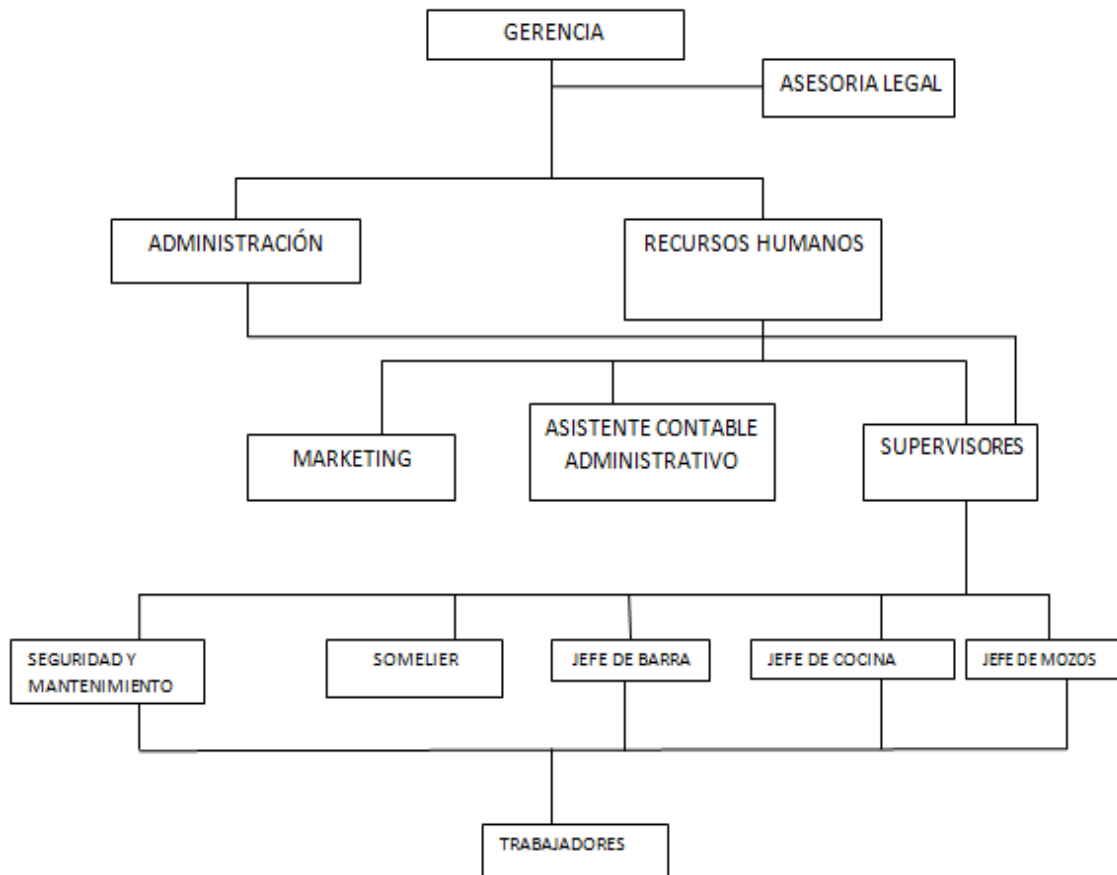 GERENCIA
ASESORIA LEGAL
ADMINISTRACIÓN
RECURSOS HUMANOS
MARKETING
ASISTENTE CONTABLE
ADMINISTRATIVO
SUPERVISORES
SEGURIDAD Y
MANTENIMIENTO
SOMELIER
JEFE DE BARRA
JEFE DE COCINA
JEFE DE MOZOS
TRABAJADORES